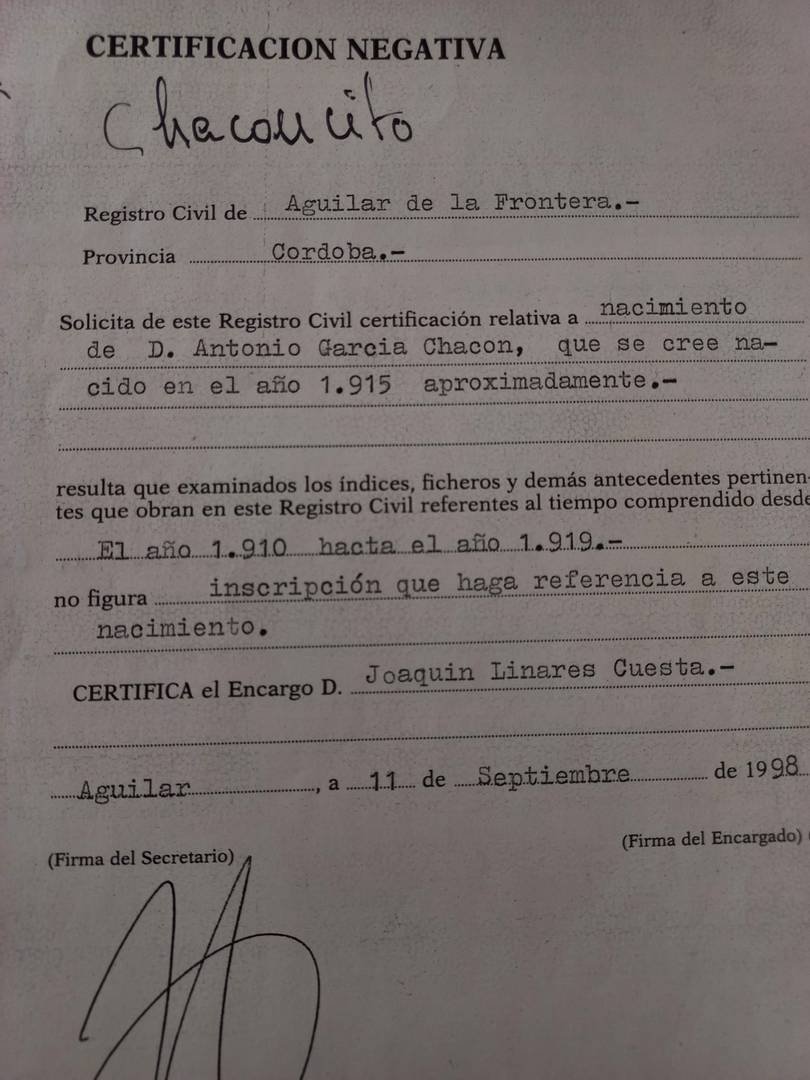 CERTIFICACION NEGATIVA
Chaconcito
Registro Civil de Aguilar de la Frontera.-
Provincia Cordoba.-
Solicita de este Registro Civil certificación relativa a nacimiento
de D. Antonio Garcia Chacon, que se cree na-
cido en el año 1.915 aproximadamente.-
resulta que examinados los índices, ficheros y demás antecedentes pertinen-
tes que obran en este Registro Civil referentes al tiempo comprendido desde
El año 1.910 hacta el año 1.919.-
no figura inscripción que haga referencia a este
nacimiento.
CERTIFICA el Encargo D. Joaquin Linares Cuesta.-
Aguilar, a 11 de Septiembre de 1998
(Firma del Encargado)
(Firma del Secretario)